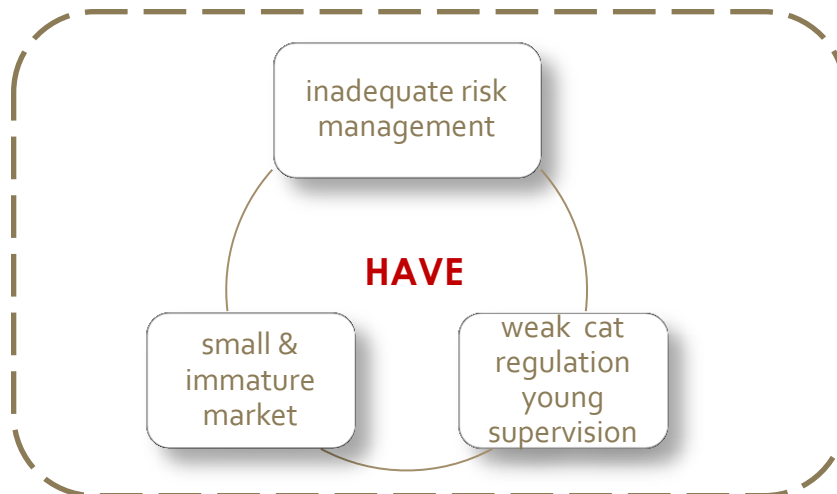 inadequate risk
management
HAVE
small &
immature
market
weak cat
regulation
young
supervision